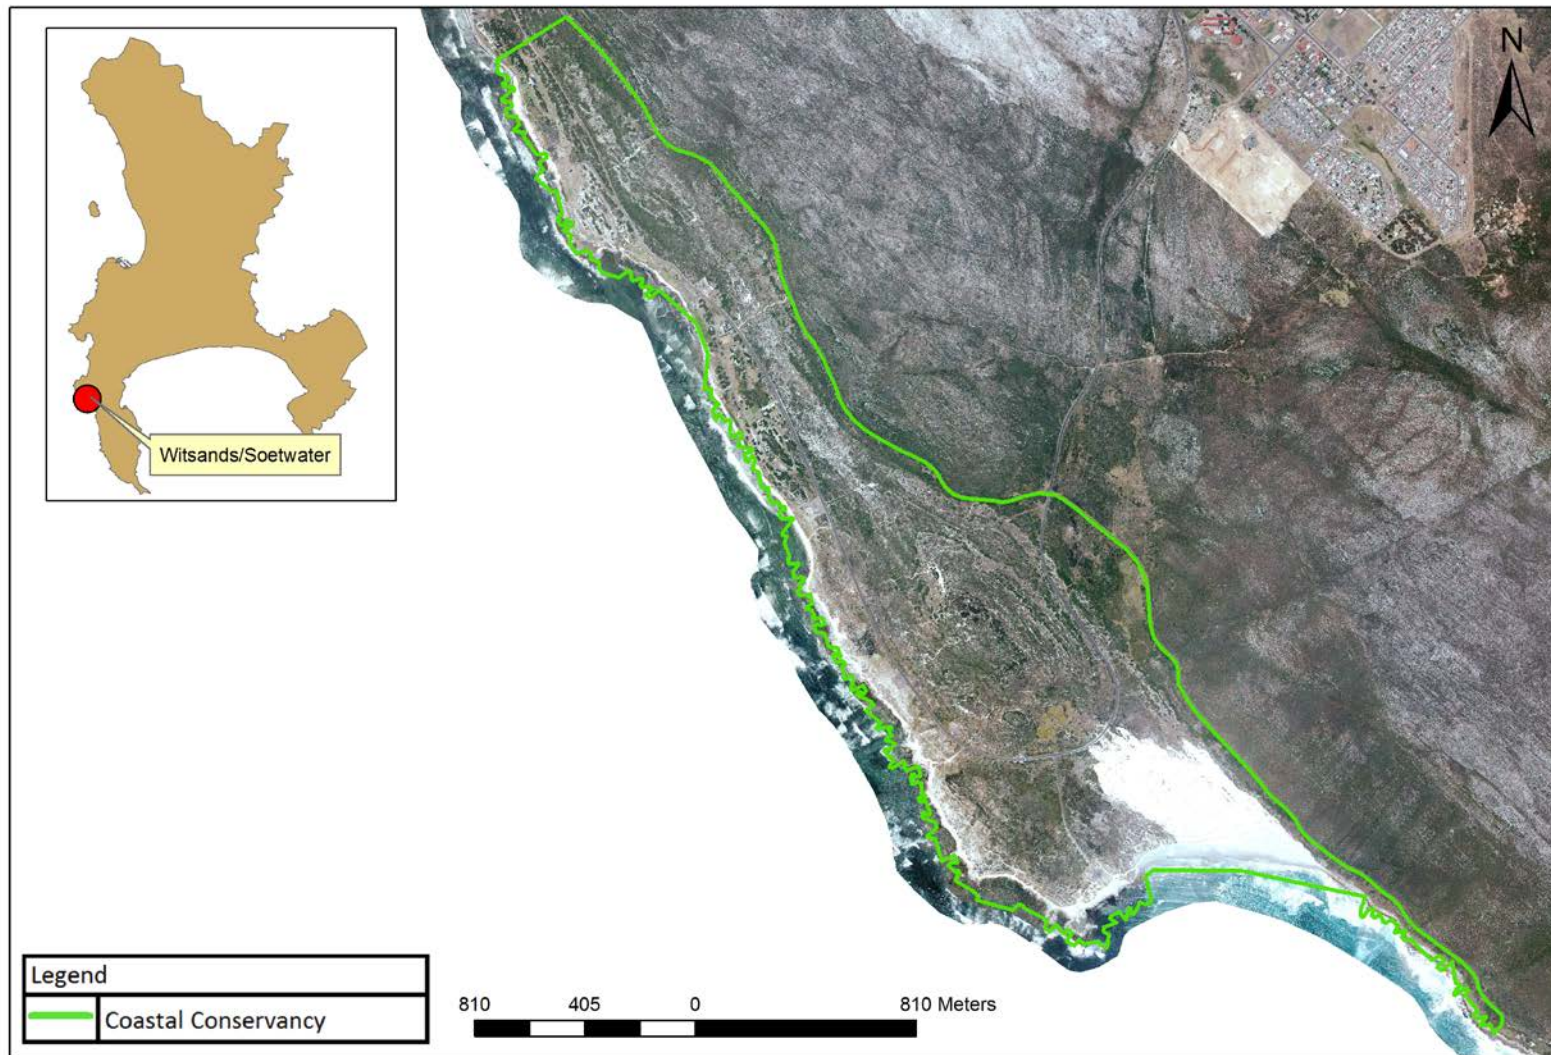 N
Witsands/Soetwater
Legend
Coastal Conservancy
810 405 0 810 Meters